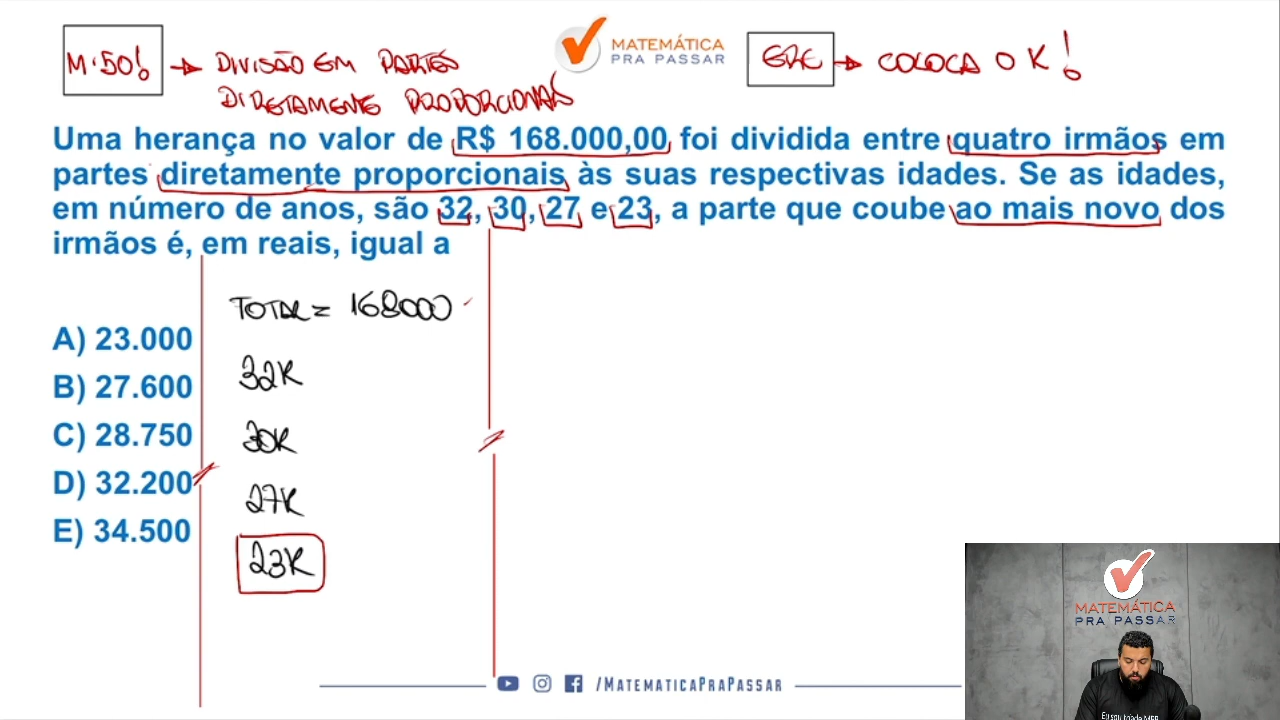 M.50! → DIVISÃO EM PARTES
DIRETAMENTE PROPORCIONAIS
MATEMÁTICA
PRA PASSAR
→ COLOCA O K!
Uma herança no valor de R$ 168.000,00 foi dividida entre quatro irmãos em
partes diretamente proporcionais às suas respectivas idades. Se as idades,
em número de anos, são 32, 30, 27 e 23, a parte que coube ao mais novo dos
irmãos é, em reais, igual a
A) 23.000
B) 27.600
C) 28.750
D) 32.200
E) 34.500
TOTAL = 168000
32K
30K
27K
23K
MATEMÁTICA
PRA PASSAR
/MATEMATICAPRAPASSAR